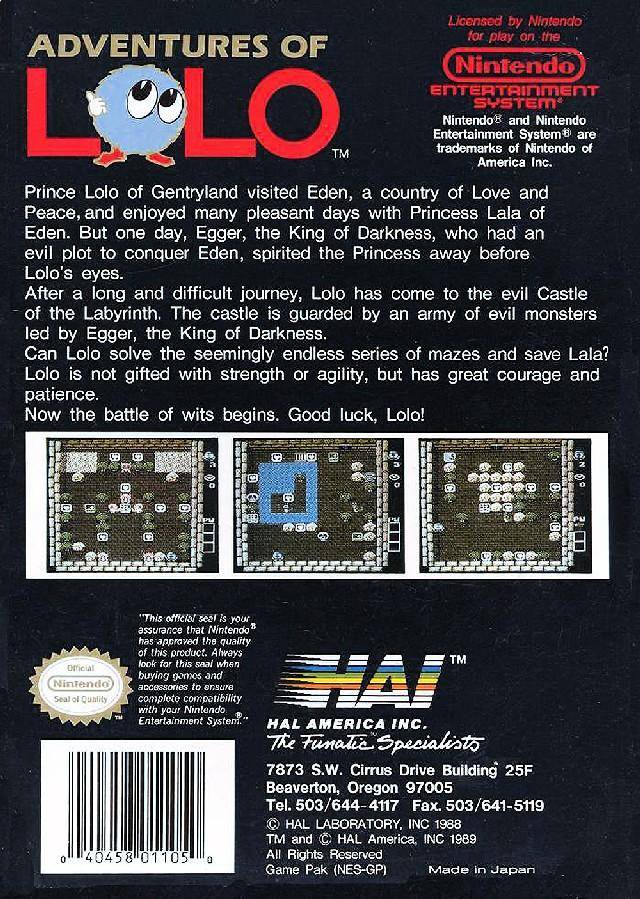 Licensed by Nintendo
for play on the
Nintendo
ENTERTAINMENT
SYSTEM®
Nintendo® and Nintendo
Entertainment System® are
trademarks of Nintendo of
America Inc.
ADVENTURES OF
LOLO
TM
Prince Lolo of Gentryland visited Eden, a country of Love and
Peace, and enjoyed many pleasant days with Princess Lala of
Eden. But one day, Egger, the King of Darkness, who had an
evil plot to conquer Eden, spirited the Princess away before
Lolo's eyes.
After a long and difficult journey, Lolo has come to the evil Castle
of the Labyrinth. The castle is guarded by an army of evil monsters
led by Egger, the King of Darkness.
Can Lolo solve the seemingly endless series of mazes and save Lala?
Lolo is not gifted with strength or agility, but has great courage and
patience.
Now the battle of wits begins. Good luck, Lolo!
Official
Nintendo
Seal of Quality
TM
"This official seal is your
assurance that Nintendo®
has approved the quality
of this product. Always
look for this seal when
buying games and
accessories to ensure
complete compatibility
with your Nintendo
Entertainment System."
HAL TM
HAL AMERICA INC.
The Funatic™ Specialists
7873 S.W. Cirrus Drive Building 25F
Beaverton, Oregon 97005
Tel. 503/644-4117 Fax. 503/641-5119
© HAL LABORATORY, INC 1988
TM and © HAL America, INC 1989
All Rights Reserved
Game Pak (NES-GP) Made in Japan
0 40458 01105 9